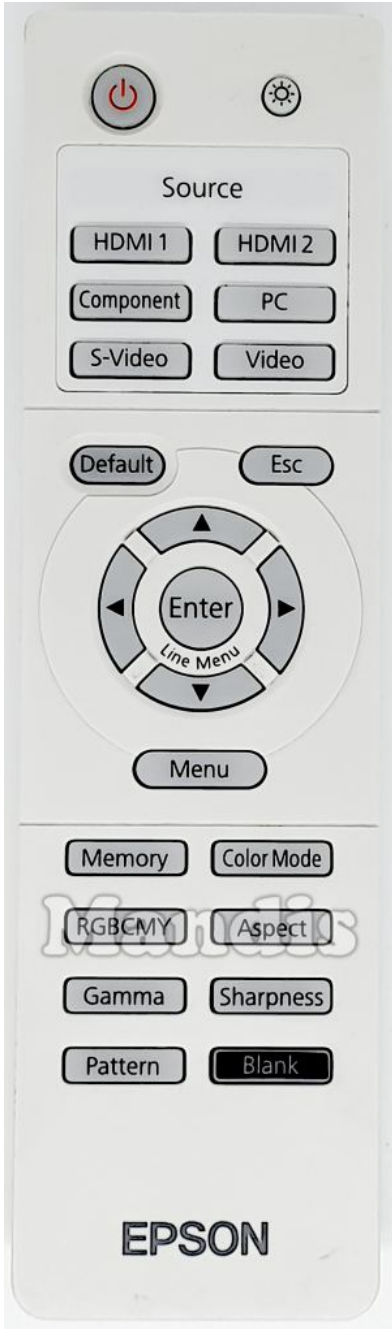 Source
HDMI 1 HDMI 2
Component PC
S-Video Video
Default Esc
Enter
Line Menu
Menu
Memory Color Mode
RGBCMY Aspect
Mandis
Gamma Sharpness
Pattern Blank
EPSON